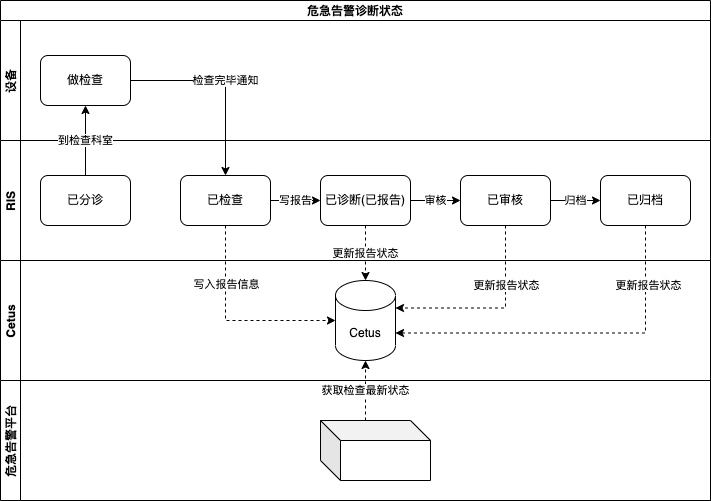 危急告警诊断状态
设备
做检查
检查完毕通知
到检查科室
RIS
已分诊
已检查
写报告
已诊断(已报告)
审核
已审核
归档
已归档
更新报告状态
Cetus
写入报告信息
更新报告状态
更新报告状态
Cetus
获取检查最新状态
危急告警平台